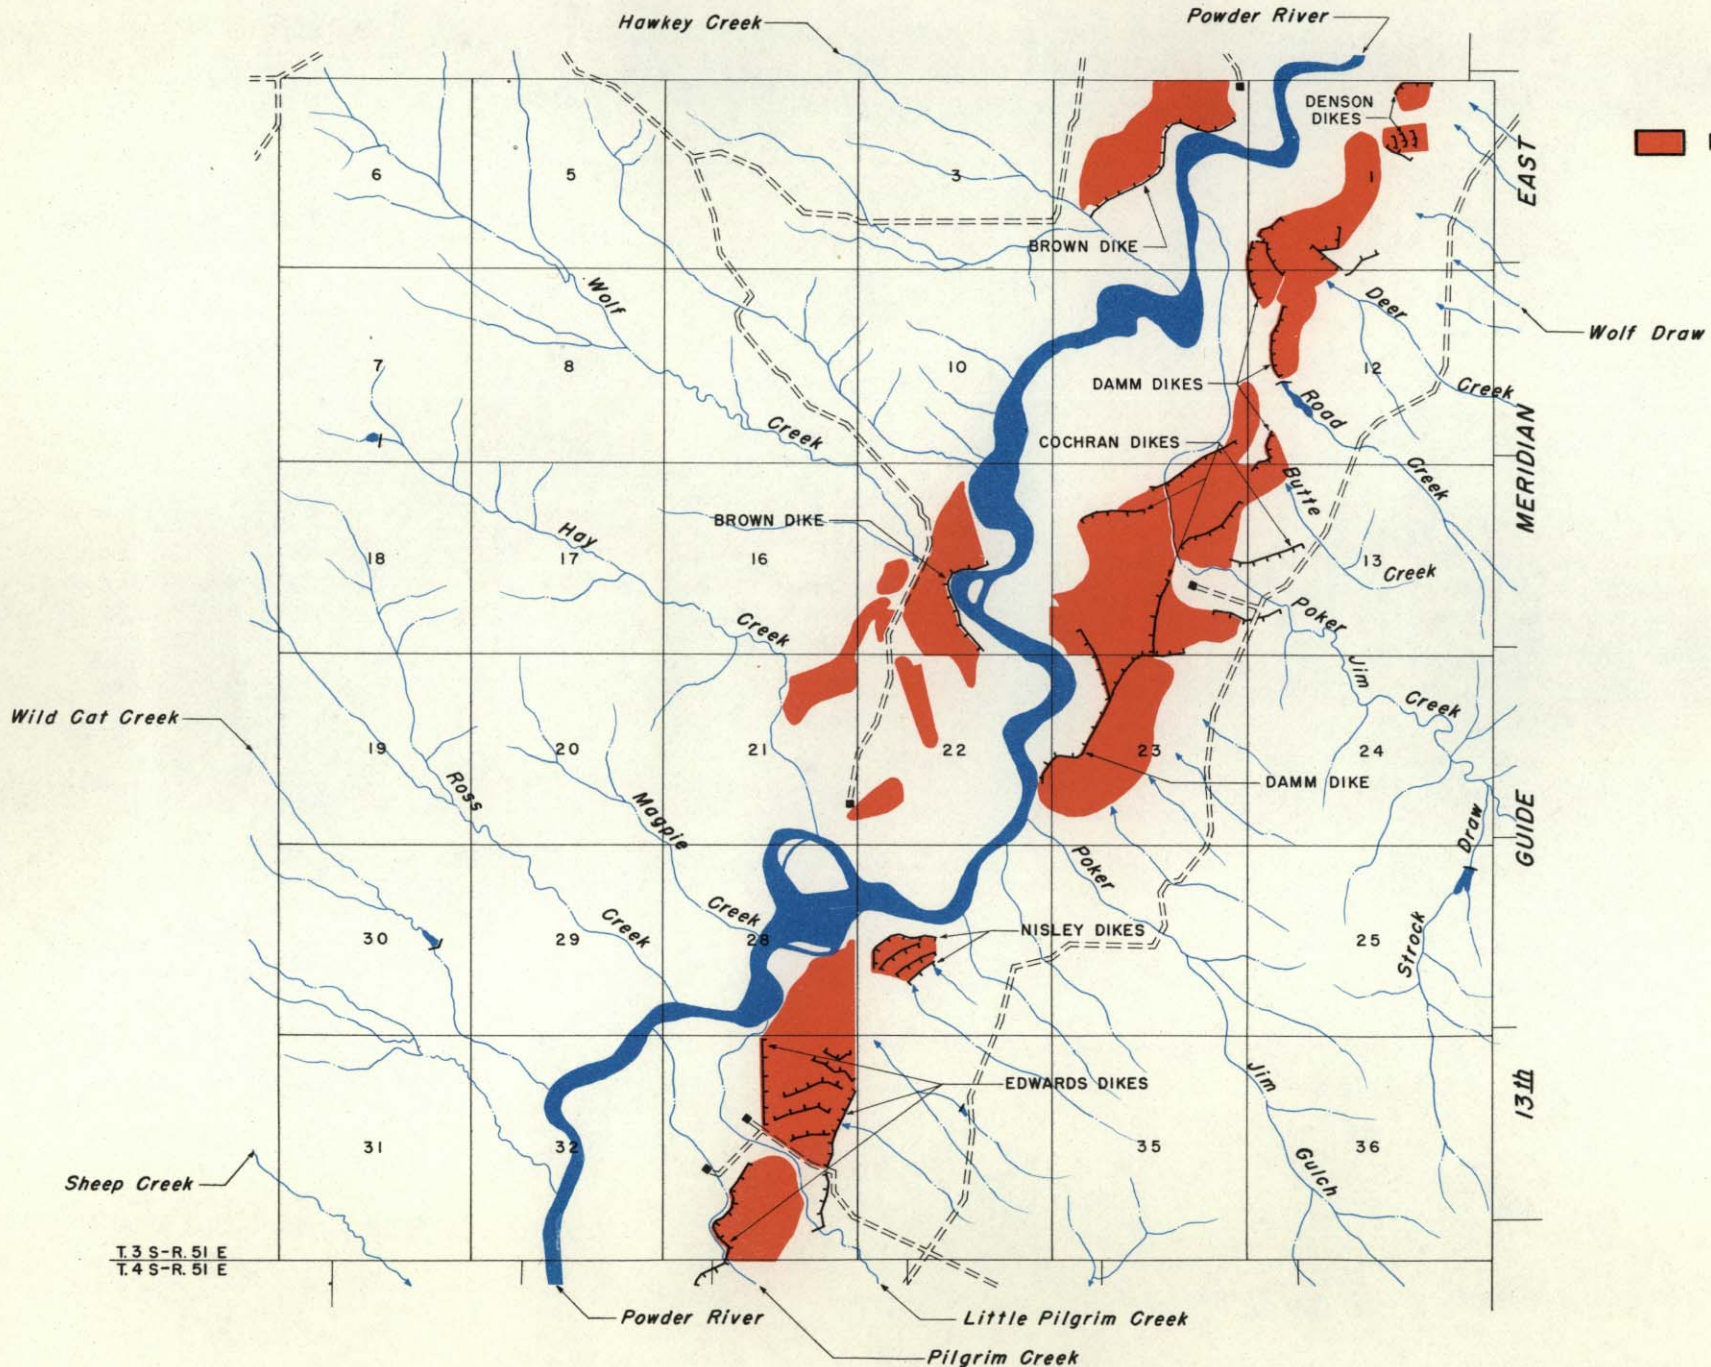 Hawkey Creek
Powder River
DENSON
DIKES
EAST
6
5
3
1
BROWN DIKE
Wolf
Deer
Wolf Draw
7
8
10
12
DAMM DIKES
Road
Creek
Creek
COCHRAN DIKES
MERIDIAN
Creek
Butte
BROWN DIKE
Hay
18
17
16
13
Creek
Poker
Creek
Jim
Creek
Wild Cat Creek
19
20
21
22
23
24
Ross
DAMM DIKE
Magpie
Draw
GUIDE
Poker
Creek
Creek
NISLEY DIKES
30
29
28
25
Strock
EDWARDS DIKES
Jim
13th
31
32
35
36
Gulch
Sheep Creek
T. 3 S-R. 51 E
T. 4 S-R. 51 E
Powder River
Little Pilgrim Creek
Pilgrim Creek